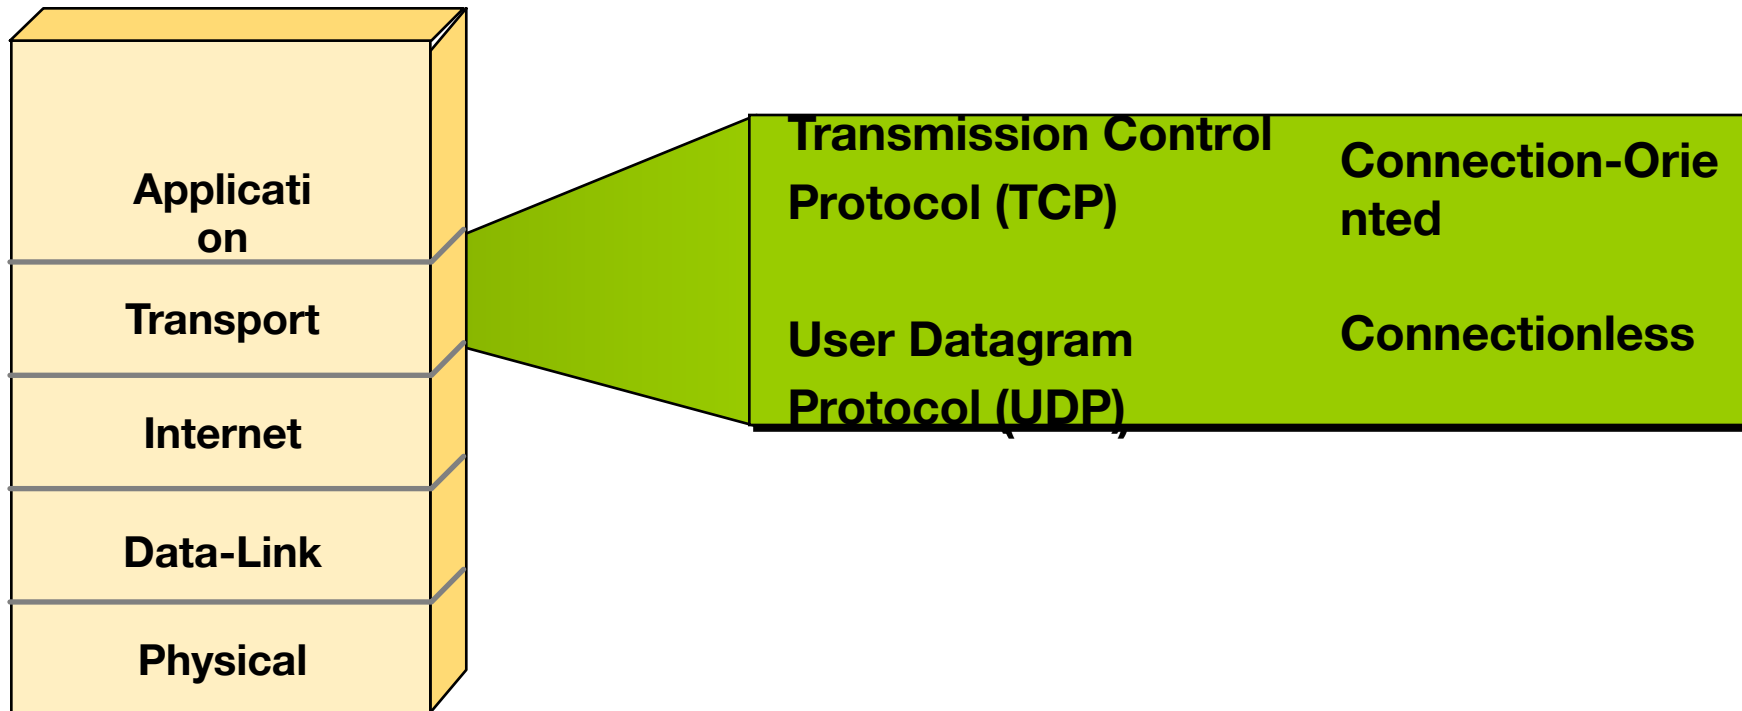 Applicati
on
Transport
Internet
Data-Link
Physical
Transmission Control
Protocol (TCP)
User Datagram
Protocol (UDP)
Connection-Orie
nted
Connectionless